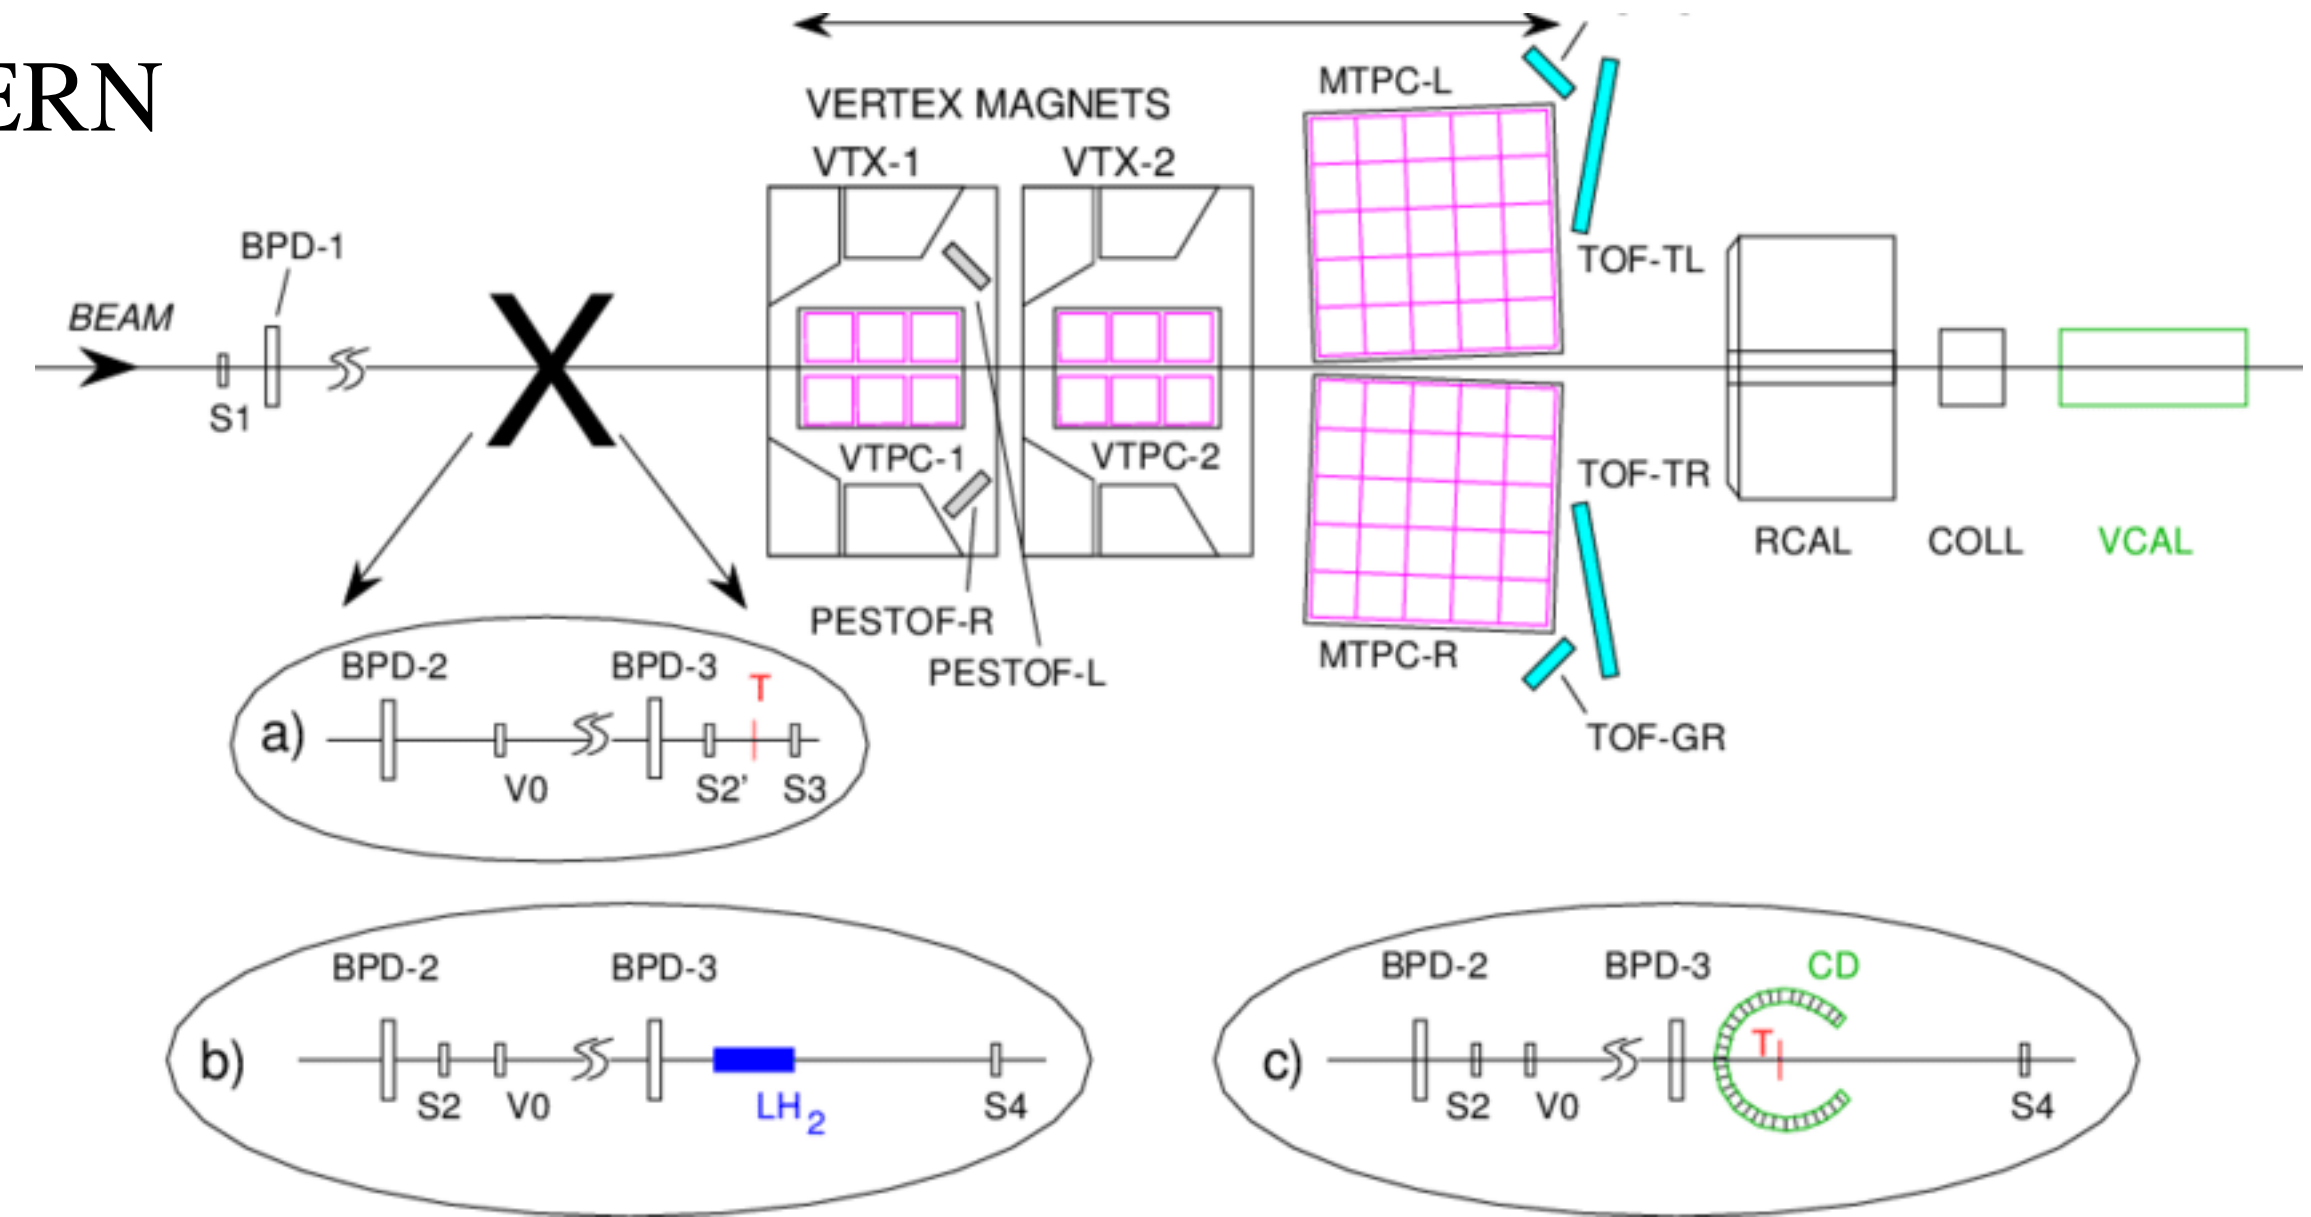 ERN
MTPC-L
VERTEX MAGNETS
VTX-1
VTX-2
BPD-1
TOF-TL
BEAM
S1
VTPC-1
VTPC-2
TOF-TR
RCAL
COLL
VCAL
PESTOF-R
PESTOF-L
MTPC-R
TOF-GR
BPD-2
BPD-3
T
a)
V0
S2'
S3
BPD-2
BPD-3
b)
S2
V0
LH2
S4
BPD-2
BPD-3
CD
T
c)
S2
V0
S4